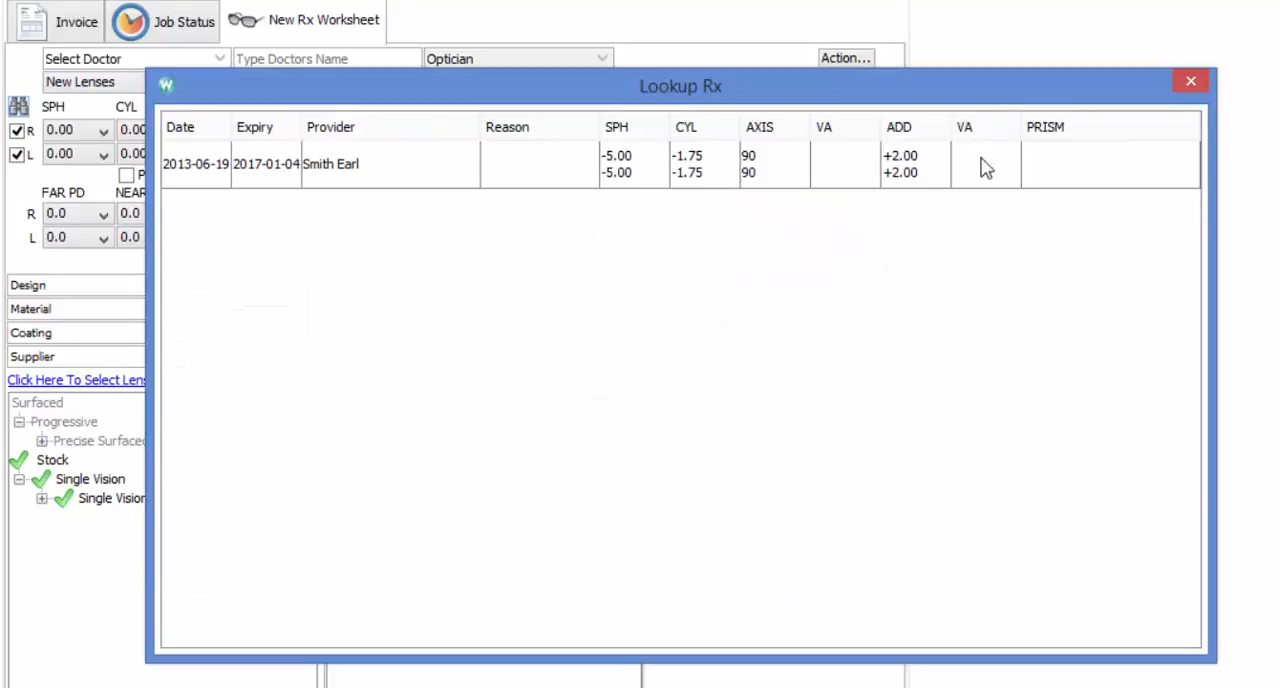 Invoice Job Status New Rx Worksheet
Select Doctor Type Doctors Name Optician Action...
New Lenses
W Lookup Rx
SPH CYL
R 0.00 0.00
L 0.00 0.00
P
FAR PD NEAR
R 0.0 0.0
L 0.0 0.0
Design
Material
Coating
Supplier
Click Here To Select Lens
Surfaced
Progressive
Precise Surfaced
Stock
Single Vision
Single Vision
Date Expiry Provider Reason SPH CYL AXIS VA ADD VA PRISM
2013-06-19 2017-01-04 Smith Earl -5.00 -1.75 90 +2.00
-5.00 -1.75 90 +2.00